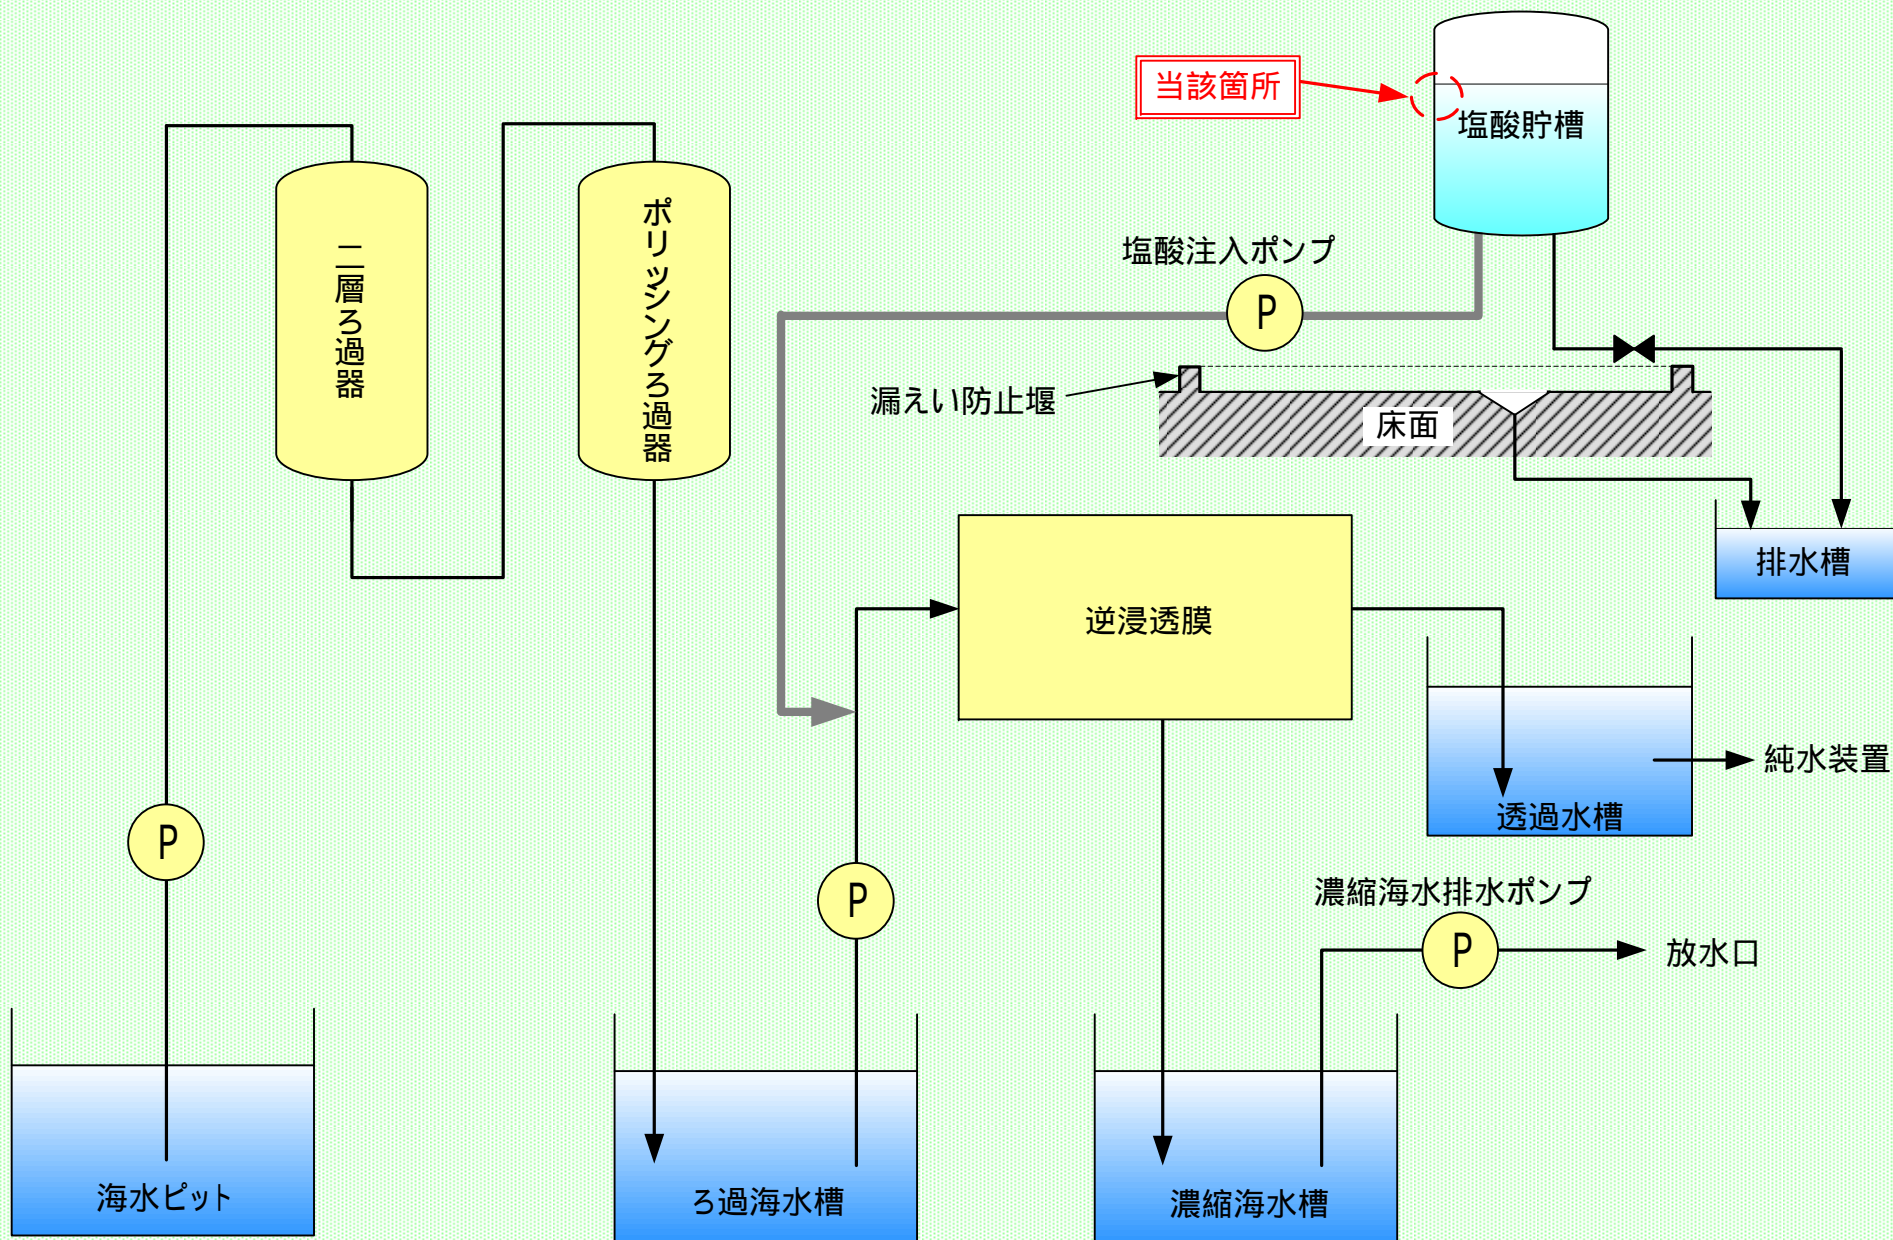 当該箇所
塩酸貯槽
塩酸注入ポンプ
P
二層ろ過器
ポリッシングろ過器
漏えい防止堰
床面
排水槽
逆浸透膜
純水装置
透過水槽
P
P
濃縮海水排水ポンプ
P
放水口
海水ピット
ろ過海水槽
濃縮海水槽